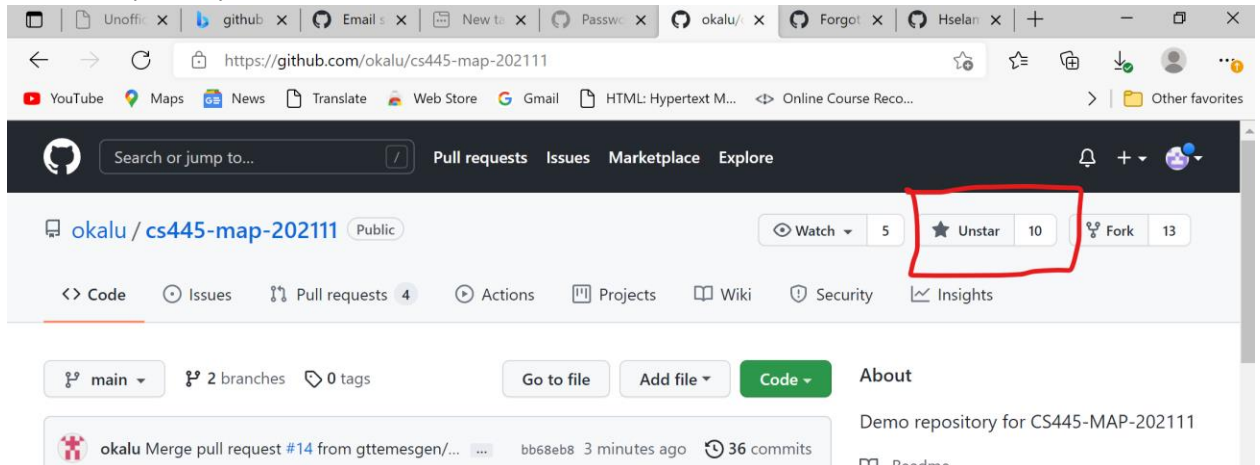 Unoffic github Email s New ta Passwo okalu/c Forgot Hselam
https://github.com/okalu/cs445-map-202111
YouTube Maps News Translate Web Store Gmail HTML: Hypertext M... Online Course Reco... Other favorites
Search or jump to... / Pull requests Issues Marketplace Explore
okalu / cs445-map-202111 Public Watch 5 Unstar 10 Fork 13
Code Issues Pull requests 4 Actions Projects Wiki Security Insights
main 2 branches 0 tags Go to file Add file Code About
Demo repository for CS445-MAP-202111
okalu Merge pull request #14 from gttemesgen/... ... bb68eb8 3 minutes ago 36 commits
Readme